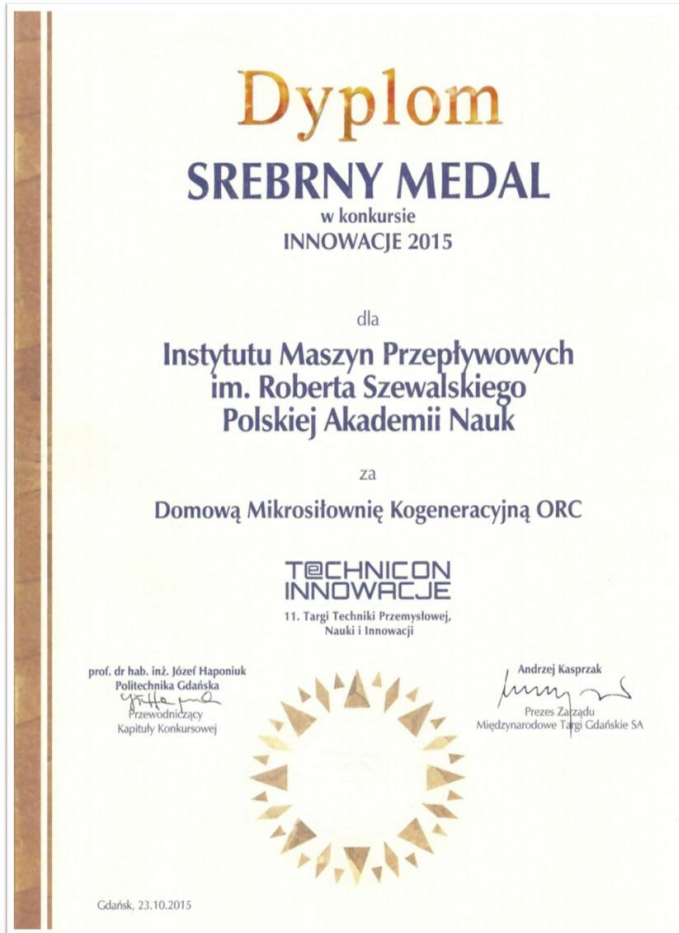 Dyplom
SREBRNY MEDAL
w konkursie
INNOWACJE 2015
dla
Instytutu Maszyn Przepływowych
im. Roberta Szewalskiego
Polskiej Akademii Nauk
za
Domową Mikrosiłownię Kogeneracyjną ORC
T@CHNICON
INNOWACJE
11. Targi Techniki Przemysłowej,
Nauki i Innowacji
prof. dr hab. inż. Józef Haponiuk
Politechnika Gdańska
Przewodniczący
Kapituły Konkursowej
Andrzej Kasprzak
Prezes Zarządu
Międzynarodowe Targi Gdańskie SA
Gdańsk, 23.10.2015